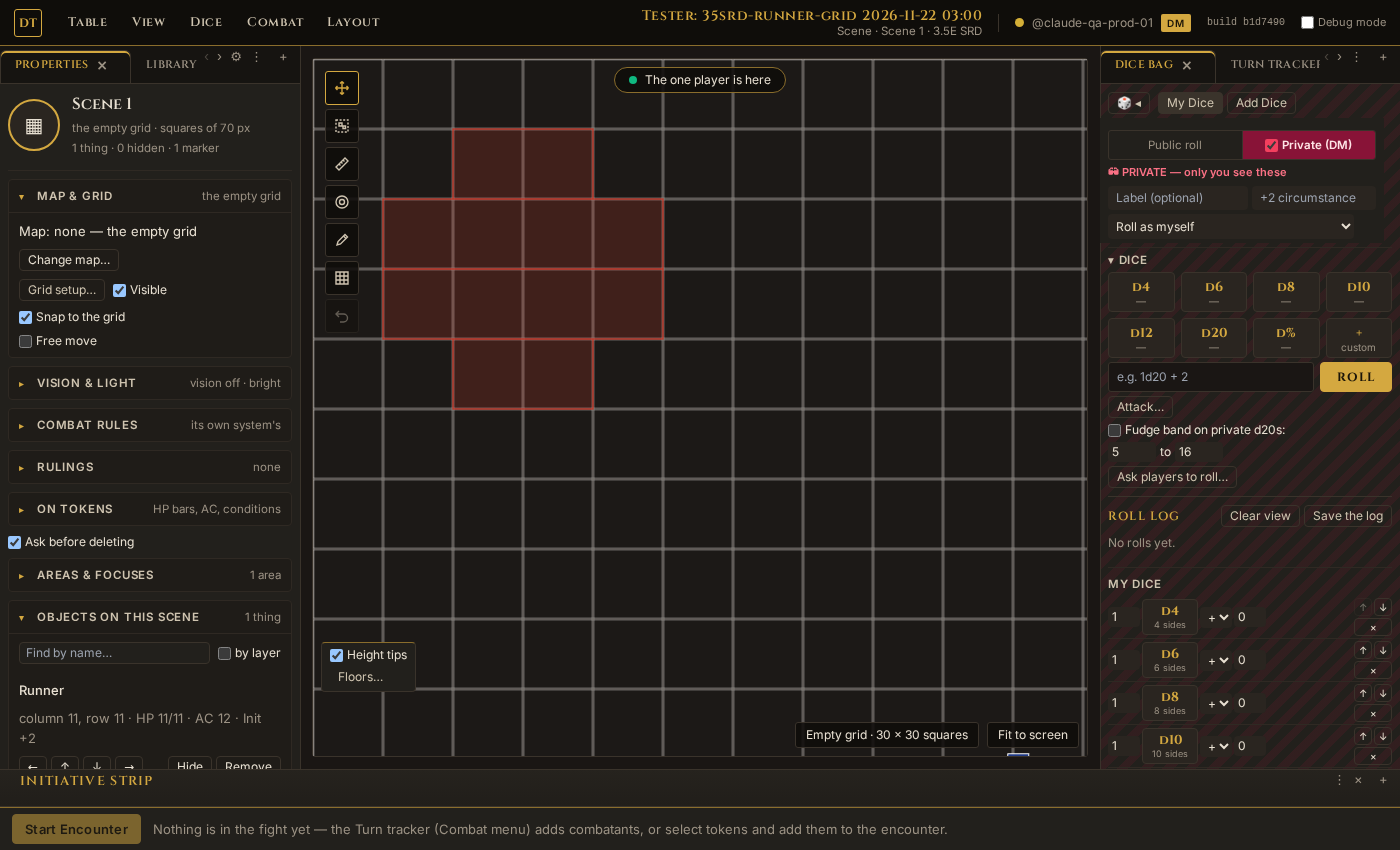 DT Table View Dice Combat Layout
Tester: 35srd-runner-grid 2026-11-22 03:00
Scene · Scene 1 · 3.5E SRD
@claude-qa-prod-01 DM build b1d7490 Debug mode
Properties × Library
Scene 1
the empty grid · squares of 70 px
1 thing · 0 hidden · 1 marker
MAP & GRID the empty grid
Map: none — the empty grid
Change map...
Grid setup... Visible
Snap to the grid
Free move
VISION & LIGHT vision off · bright
COMBAT RULES its own system's
RULINGS none
ON TOKENS HP bars, AC, conditions
Ask before deleting
AREAS & FOCUSES 1 area
OBJECTS ON THIS SCENE 1 thing
Find by name... by layer
Runner
column 11, row 11 · HP 11/11 · AC 12 · Init
+2
← ↑ ↓ → Hide Remove
The one player is here
Height tips
Floors...
Empty grid · 30 × 30 squares Fit to screen
Dice Bag × Turn tracker
My Dice Add Dice
Public roll Private (DM)
PRIVATE — only you see these
Label (optional) +2 circumstance
Roll as myself
DICE
D4 D6 D8 D10
— — — —
D12 D20 D% +
— — — custom
e.g. 1d20 + 2 ROLL
Attack...
Fudge band on private d20s:
5 to 16
Ask players to roll...
Roll Log Clear view Save the log
No rolls yet.
MY DICE
1 D4 + 0
4 sides
1 D6 + 0
6 sides
1 D8 + 0
8 sides
1 D10 + 0
10 sides
Initiative Strip
Start Encounter Nothing is in the fight yet — the Turn tracker (Combat menu) adds combatants, or select tokens and add them to the encounter.